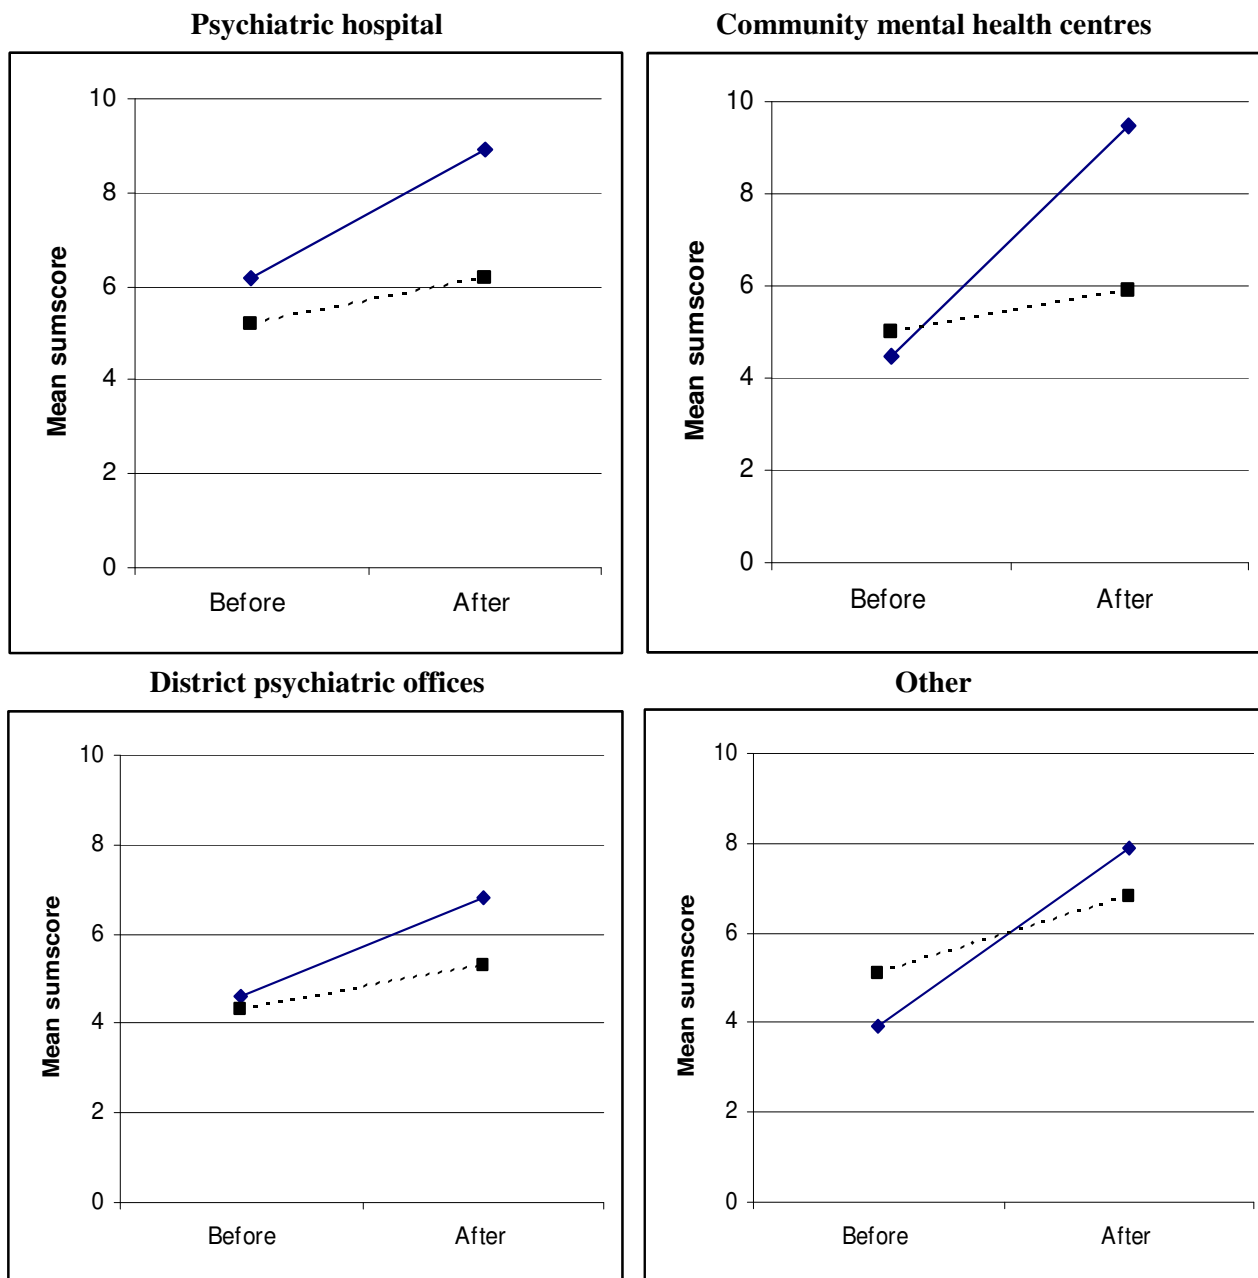 Psychiatric hospital
Community mental health centres
10
8
6
4
2
0
Mean sumscore
Before After
10
8
6
4
2
0
Mean sumscore
Before After
District psychiatric offices
Other
10
8
6
4
2
0
Mean sumscore
Before After
10
8
6
4
2
0
Mean sumscore
Before After